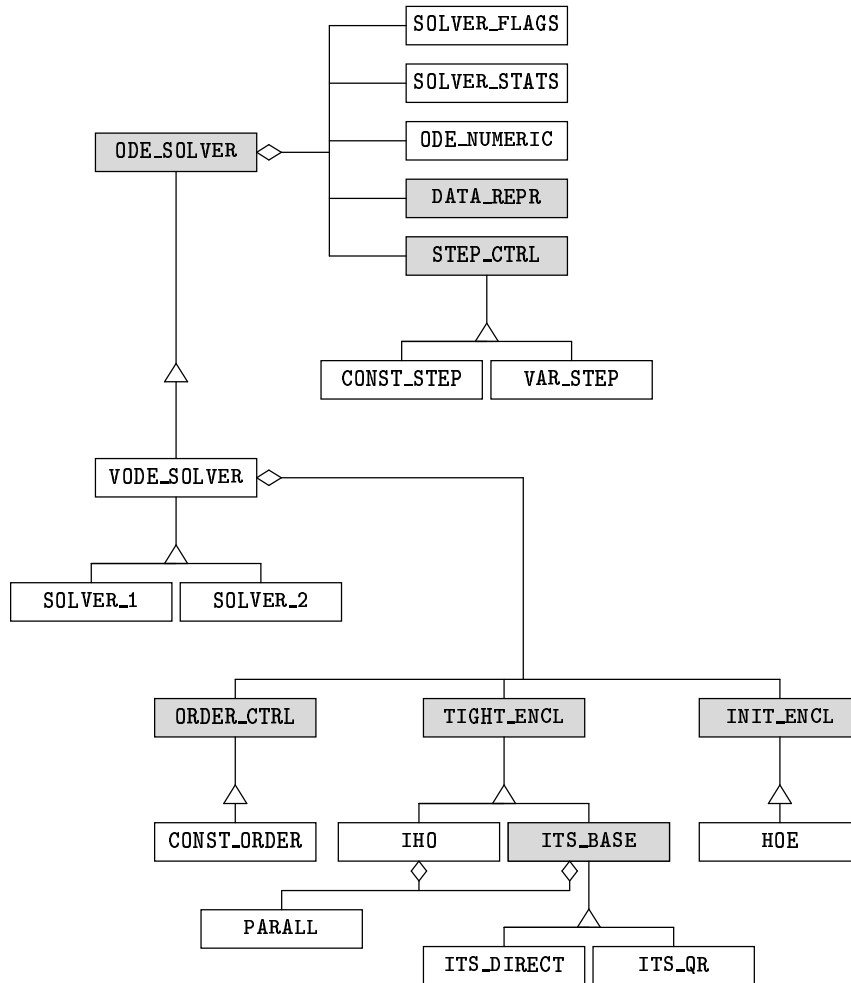 SOLVER_FLAGS
SOLVER_STATS
ODE_SOLVER
ODE_NUMERIC
DATA_REPR
STEP_CTRL
CONST_STEP
VAR_STEP
VODE_SOLVER
SOLVER_1
SOLVER_2
ORDER_CTRL
TIGHT_ENCL
INIT_ENCL
CONST_ORDER
IHO
ITS_BASE
HOE
PARALL
ITS_DIRECT
ITS_QR